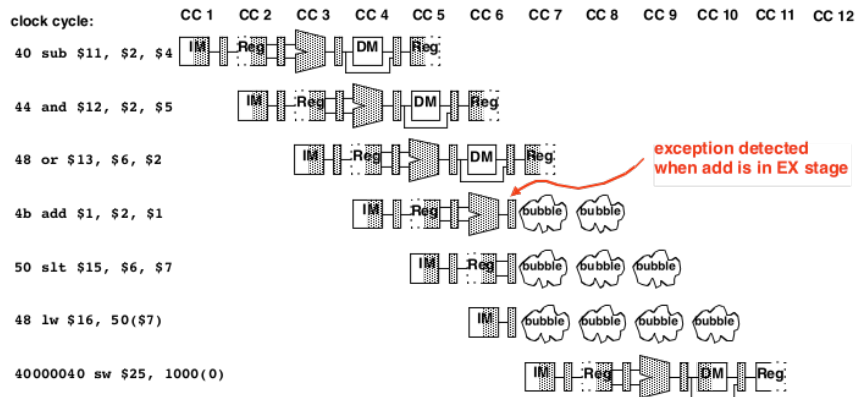 clock cycle: CC 1 CC 2 CC 3 CC 4 CC 5 CC 6 CC 7 CC 8 CC 9 CC 10 CC 11 CC 12
40 sub $11, $2, $4 IM Reg DM Reg
44 and $12, $2, $5 IM Reg DM Reg
48 or $13, $6, $2 IM Reg DM Reg
exception detected
when add is in EX stage
4b add $1, $2, $1 IM Reg bubble bubble
50 slt $15, $6, $7 IM Reg bubble bubble bubble
48 lw $16, 50($7) IM bubble bubble bubble bubble
40000040 sw $25, 1000(0) IM Reg DM Reg